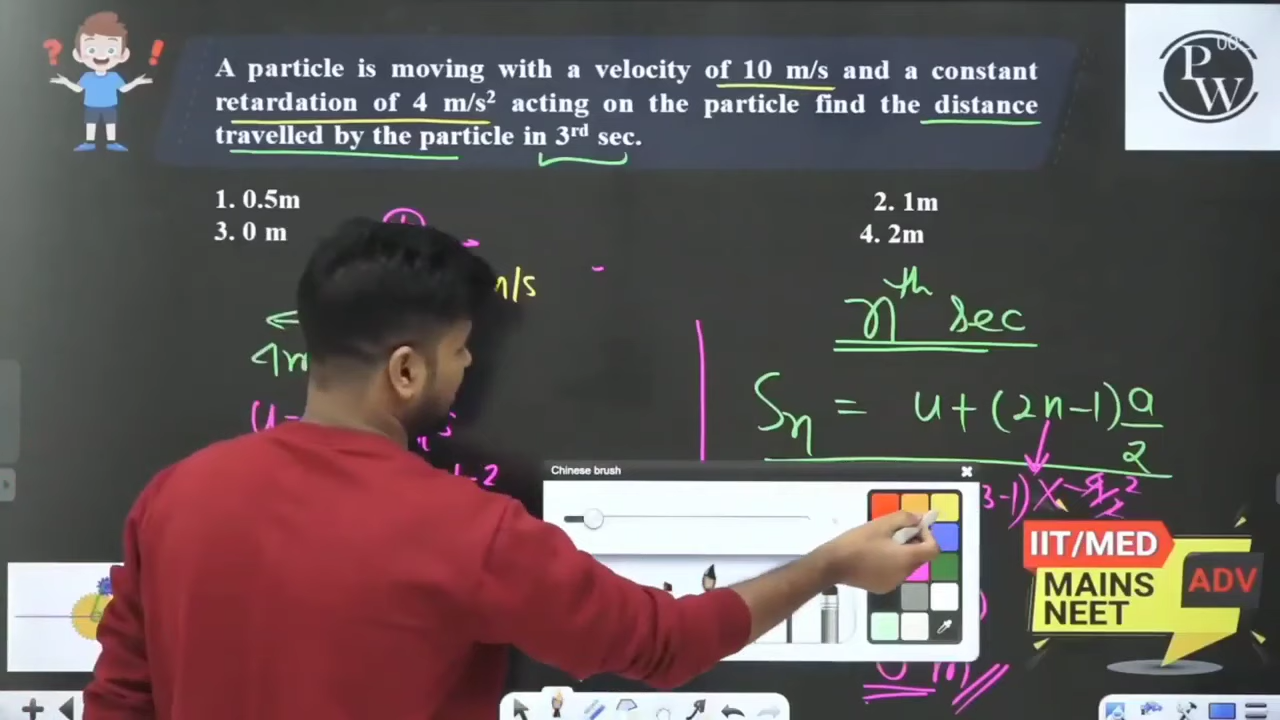 A particle is moving with a velocity of 10 m/s and a constant
retardation of 4 m/s² acting on the particle find the distance
travelled by the particle in 3ʳᵈ sec.
PW
1. 0.5m
2. 1m
3. 0 m
4. 2m
nᵗʰ sec
Sₙ = u + (2n-1) a/2
Chinese brush
IIT/MED
MAINS
NEET
ADV